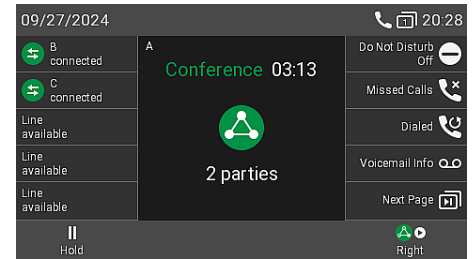 09/27/2024
1 20:28
B
connected
C
connected
Line
available
Line
available
Line
available
A
Conference 03:13
2 parties
Do Not Disturb
Off
Missed Calls
Dialed
Voicemail Info
Next Page
Hold
Right